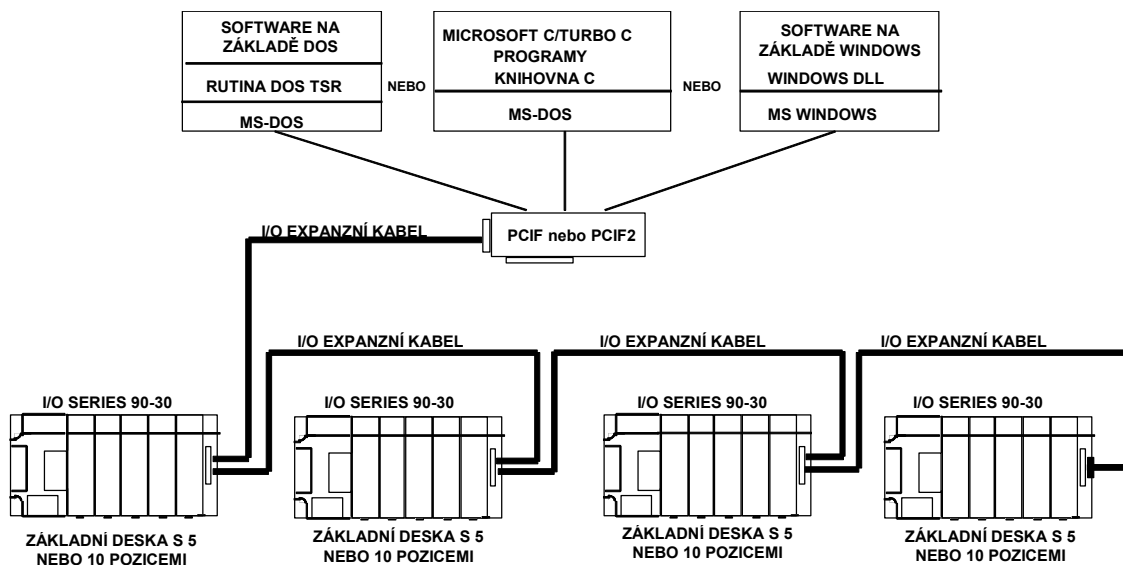 SOFTWARE NA
ZÁKLADĚ DOS
RUTINA DOS TSR
MS-DOS
NEBO
MICROSOFT C/TURBO C
PROGRAMY
KNIHOVNA C
MS-DOS
NEBO
SOFTWARE NA
ZÁKLADĚ WINDOWS
WINDOWS DLL
MS WINDOWS
I/O EXPANZNÍ KABEL
PCIF nebo PCIF2
I/O EXPANZNÍ KABEL
I/O EXPANZNÍ KABEL
I/O EXPANZNÍ KABEL
I/O SERIES 90-30
I/O SERIES 90-30
I/O SERIES 90-30
I/O SERIES 90-30
ZÁKLADNÍ DESKA S 5
NEBO 10 POZICEMI
ZÁKLADNÍ DESKA S 5
NEBO 10 POZICEMI
ZÁKLADNÍ DESKA S 5
NEBO 10 POZICEMI
ZÁKLADNÍ DESKA S 5
NEBO 10 POZICEMI